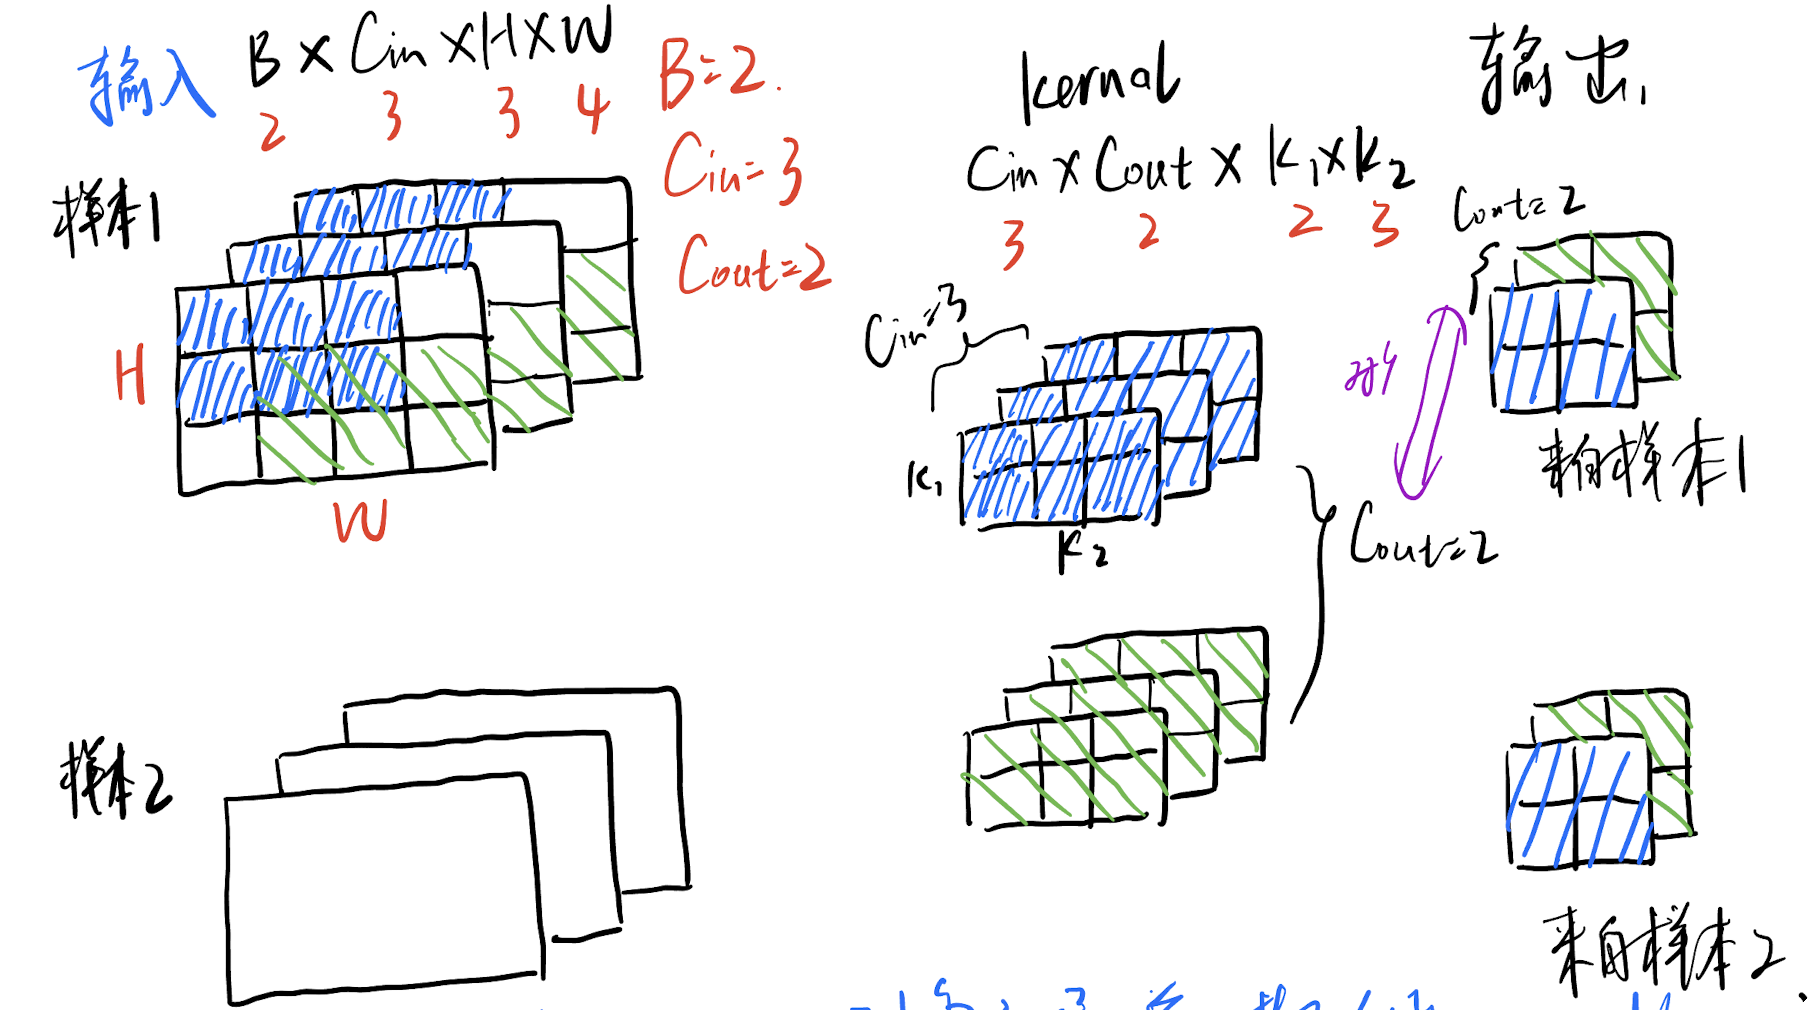 输入 B × Cin × H × W
2 3 3 4
B=2.
Cin=3
Cout=2
样本1
H
W
样本2
kernal
Cin × Cout × K1 × K2
3 2 2 3
Cin=3
K1
K2
Cout=2
输出
Cout=2
来自样本1
来自样本2